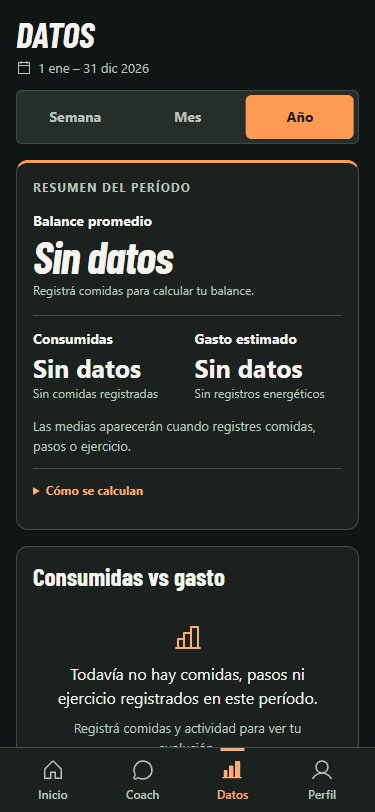 DATOS
1 ene – 31 dic 2026
Semana Mes Año
RESUMEN DEL PERÍODO
Balance promedio
Sin datos
Registrá comidas para calcular tu balance.
Consumidas Gasto estimado
Sin datos Sin datos
Sin comidas registradas Sin registros energéticos
Las medias aparecerán cuando registres comidas,
pasos o ejercicio.
Cómo se calculan
Consumidas vs gasto
Todavía no hay comidas, pasos ni
ejercicio registrados en este período.
Registrá comidas y actividad para ver tu
Inicio Coach Datos Perfil